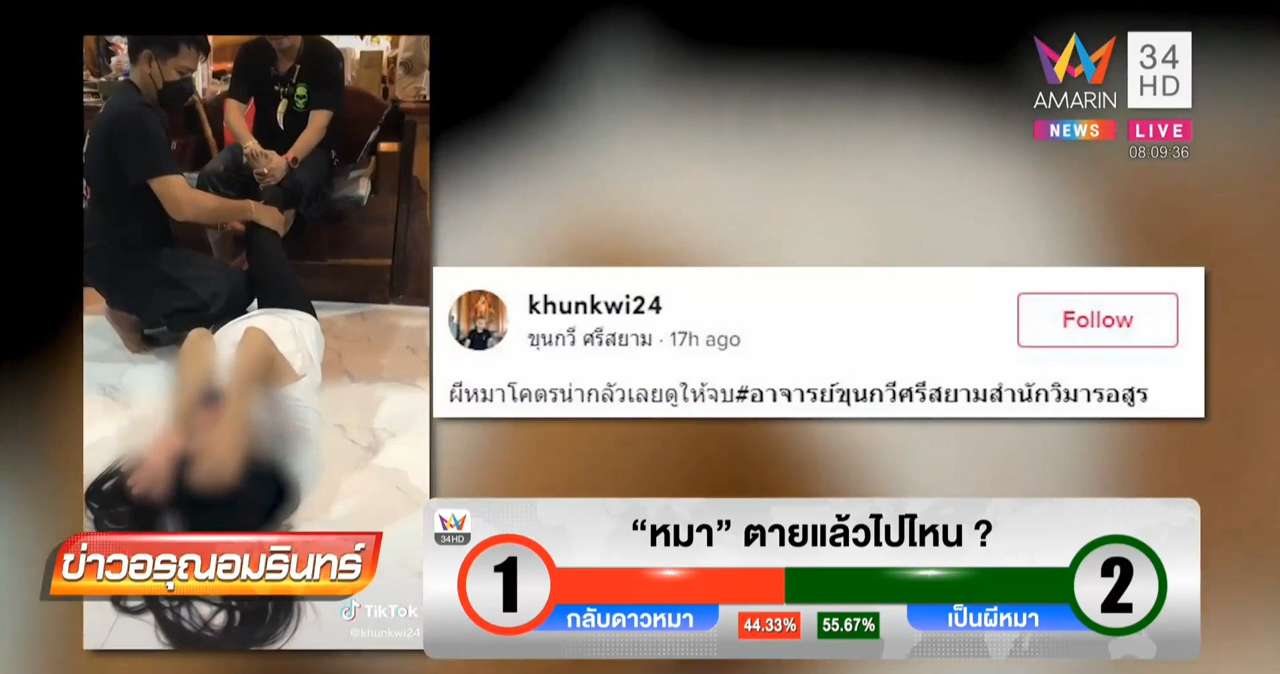 AMARIN
34
HD
NEWS
LIVE
08:09:36
khunkwi24
ขุนกวี ศรีสยาม · 17h ago
Follow
ผีหมาโคตรน่ากลัวเลยดูให้จบ#อาจารย์ขุนกวีศรีสยามสำนักวิมารอสูร
34HD
“หมา” ตายแล้วไปไหน ?
1
2
กลับดาวหมา
44.33%
55.67%
เป็นผีหมา
ข่าวอรุณอมรินทร์
TikTok
@khunkwi24